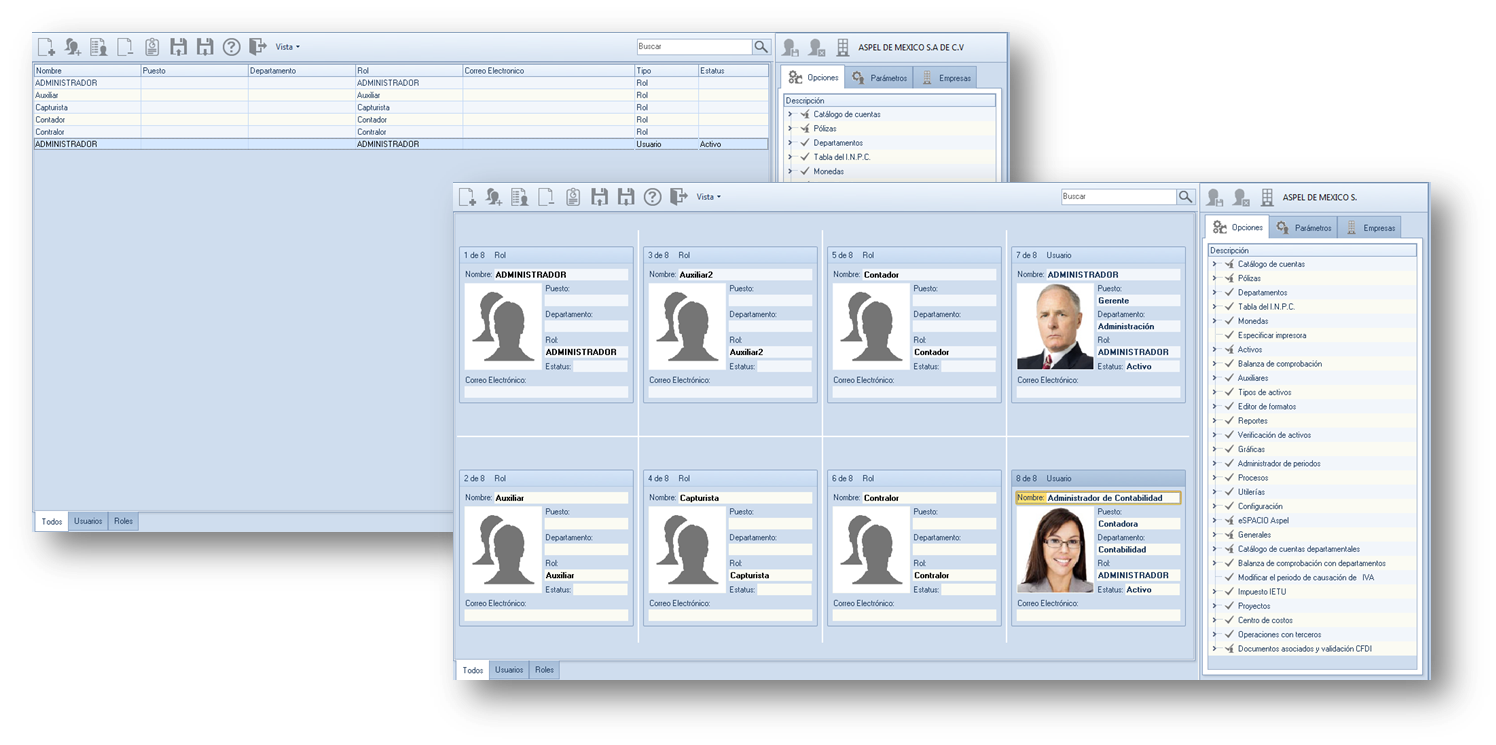 Vista
Buscar
ASPEL DE MEXICO S.A DE C.V
Nombre Puesto Departamento Rol Correo Electronico Tipo Estatus
ADMINISTRADOR ADMINISTRADOR Rol
Auxiliar Auxiliar Rol
Capturista Capturista Rol
Contador Contador Rol
Contralor Contralor Rol
ADMINISTRADOR ADMINISTRADOR Usuario Activo
Todos Usuarios Roles
Opciones Parámetros Empresas
Descripción
Catálogo de cuentas
Pólizas
Departamentos
Tabla del I.N.P.C.
Monedas
Vista
Buscar
ASPEL DE MEXICO S.
1 de 8 Rol
Nombre: ADMINISTRADOR
Puesto:
Departamento:
Rol:
ADMINISTRADOR
Estatus:
Correo Electrónico:
3 de 8 Rol
Nombre: Auxiliar2
Puesto:
Departamento:
Rol:
Auxiliar2
Estatus:
Correo Electrónico:
5 de 8 Rol
Nombre: Contador
Puesto:
Departamento:
Rol:
Contador
Estatus:
Correo Electrónico:
7 de 8 Usuario
Nombre: ADMINISTRADOR
Puesto:
Gerente
Departamento:
Administración
Rol:
ADMINISTRADOR
Estatus: Activo
Correo Electrónico:
2 de 8 Rol
Nombre: Auxiliar
Puesto:
Departamento:
Rol:
Auxiliar
Estatus:
Correo Electrónico:
4 de 8 Rol
Nombre: Capturista
Puesto:
Departamento:
Rol:
Capturista
Estatus:
Correo Electrónico:
6 de 8 Rol
Nombre: Contralor
Puesto:
Departamento:
Rol:
Contralor
Estatus:
Correo Electrónico:
8 de 8 Usuario
Nombre: Administrador de Contabilidad
Puesto:
Contadora
Departamento:
Contabilidad
Rol:
ADMINISTRADOR
Estatus: Activo
Correo Electrónico:
Todos Usuarios Roles
Opciones Parámetros Empresas
Descripción
Catálogo de cuentas
Pólizas
Departamentos
Tabla del I.N.P.C.
Monedas
Especificar impresora
Activos
Balanza de comprobación
Auxiliares
Tipos de activos
Editor de formatos
Reportes
Verificación de activos
Gráficas
Administrador de periodos
Procesos
Utilerías
Configuración
eSPACIO Aspel
Generales
Catálogo de cuentas departamentales
Balanza de comprobación con departamentos
Modificar el periodo de causación de IVA
Impuesto IETU
Proyectos
Centro de costos
Operaciones con terceros
Documentos asociados y validación CFDI